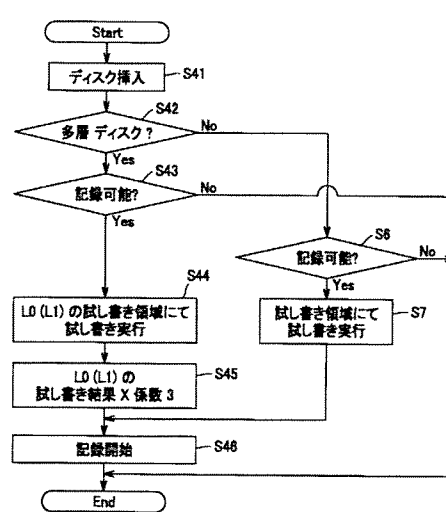 Start
ディスク挿入
S41
多層 ディスク?
S42
No
Yes
記録可能?
S43
No
Yes
記録可能?
S6
No
Yes
L0 (L1) の試し書き領域にて
試し書き実行
S44
試し書き領域にて
試し書き実行
S7
L0 (L1) の
試し書き結果 X 係数 3
S45
記録開始
S46
End